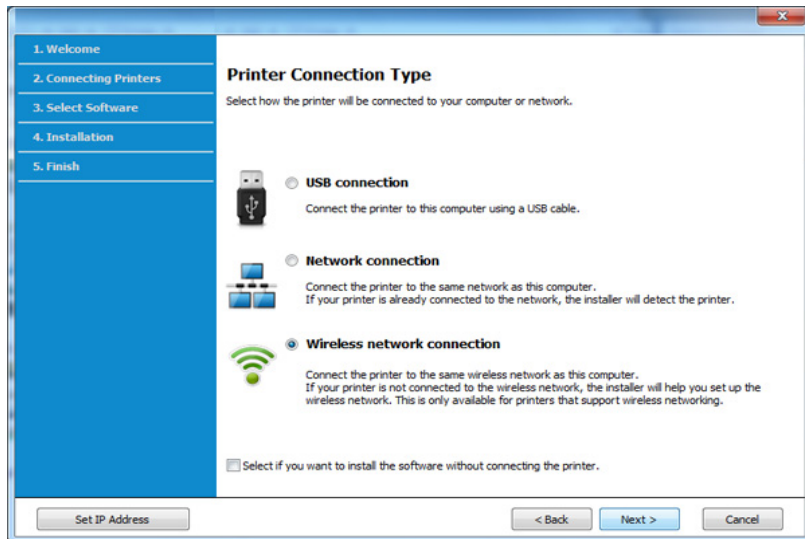 1. Welcome
2. Connecting Printers
3. Select Software
4. Installation
5. Finish
Printer Connection Type
Select how the printer will be connected to your computer or network.
USB connection
Connect the printer to this computer using a USB cable.
Network connection
Connect the printer to the same network as this computer.
If your printer is already connected to the network, the installer will detect the printer.
Wireless network connection
Connect the printer to the same wireless network as this computer.
If your printer is not connected to the wireless network, the installer will help you set up the
wireless network. This is only available for printers that support wireless networking.
Select if you want to install the software without connecting the printer.
Set IP Address
< Back
Next >
Cancel